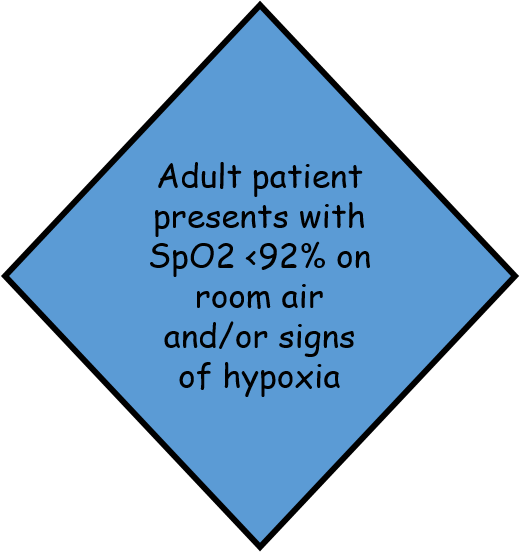 Adult patient
presents with
SpO2 <92% on
room air
and/or signs
of hypoxia